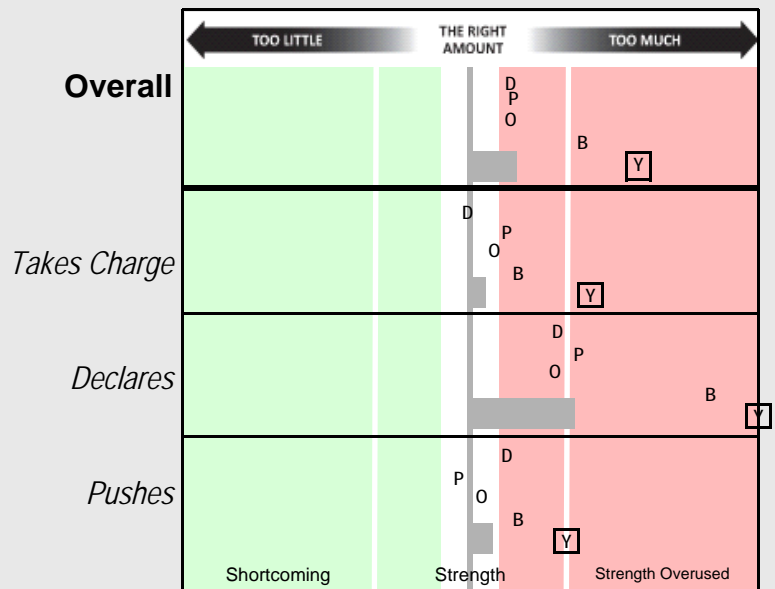 TOO LITTLE
THE RIGHT AMOUNT
TOO MUCH
Overall
D
P
O
B
Y
Takes Charge
D
P
O
B
Y
Declares
D
P
O
B
Y
Pushes
D
P
O
B
Y
Shortcoming
Strength
Strength Overused